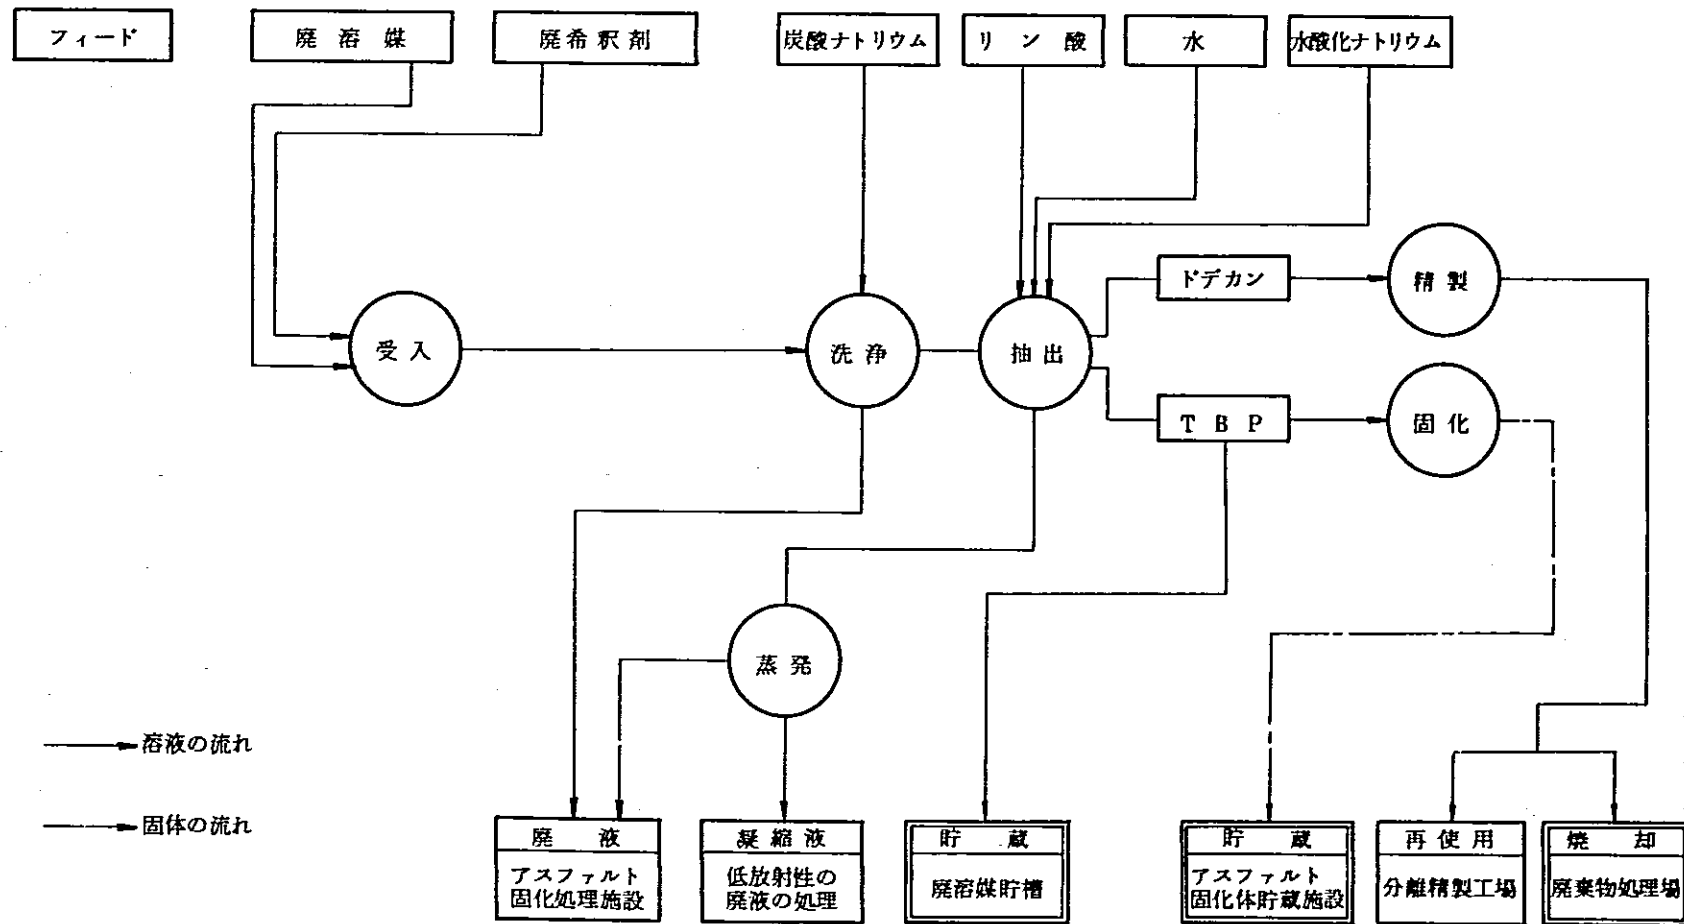 フィード
廃溶媒
廃希釈剤
炭酸ナトリウム
リン酸
水
水酸化ナトリウム
ドデカン
精製
受入
洗浄
抽出
TBP
固化
蒸発
溶液の流れ
固体の流れ
廃液
アスファルト
固化処理施設
凝縮液
低放射性の
廃液の処理
貯蔵
廃溶媒貯槽
貯蔵
アスファルト
固化体貯蔵施設
再使用
分離精製工場
焼却
廃棄物処理場